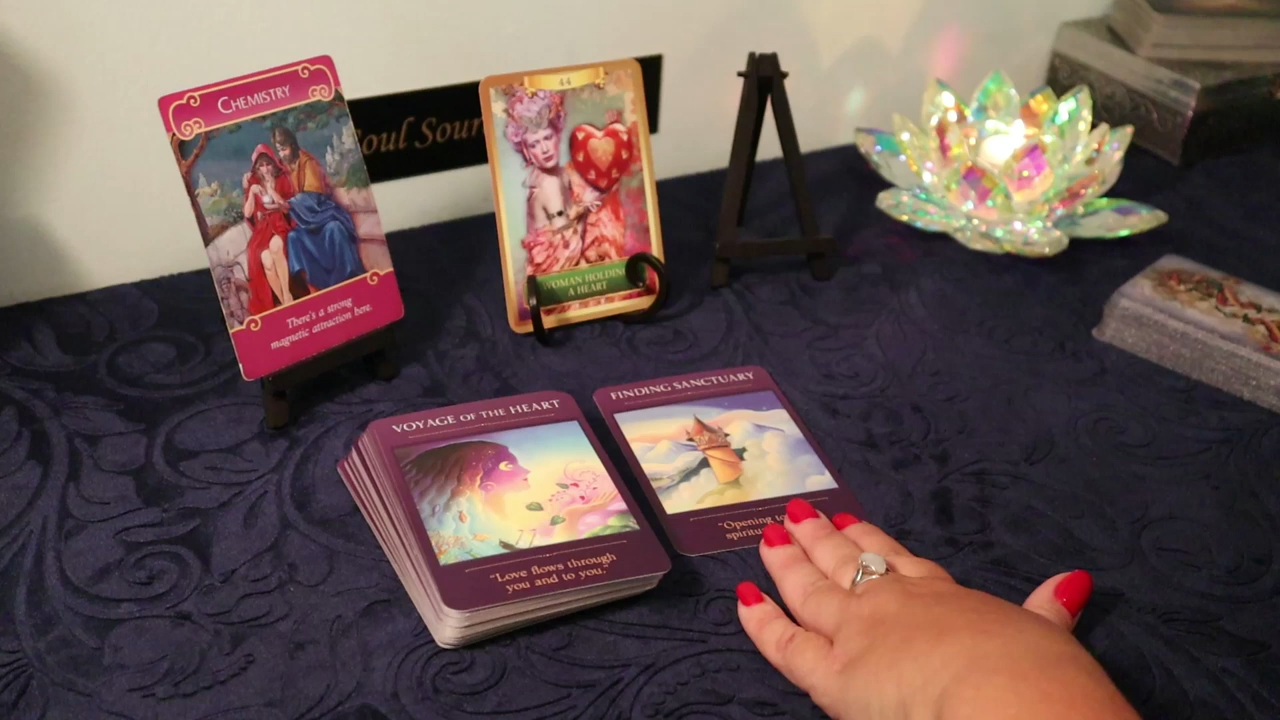 CHEMISTRY
There's a strong
magnetic attraction here.
Soul Sour
44
WOMAN HOLDING
A HEART
VOYAGE OF THE HEART
"Love flows through
you and to you."
FINDING SANCTUARY
"Opening to